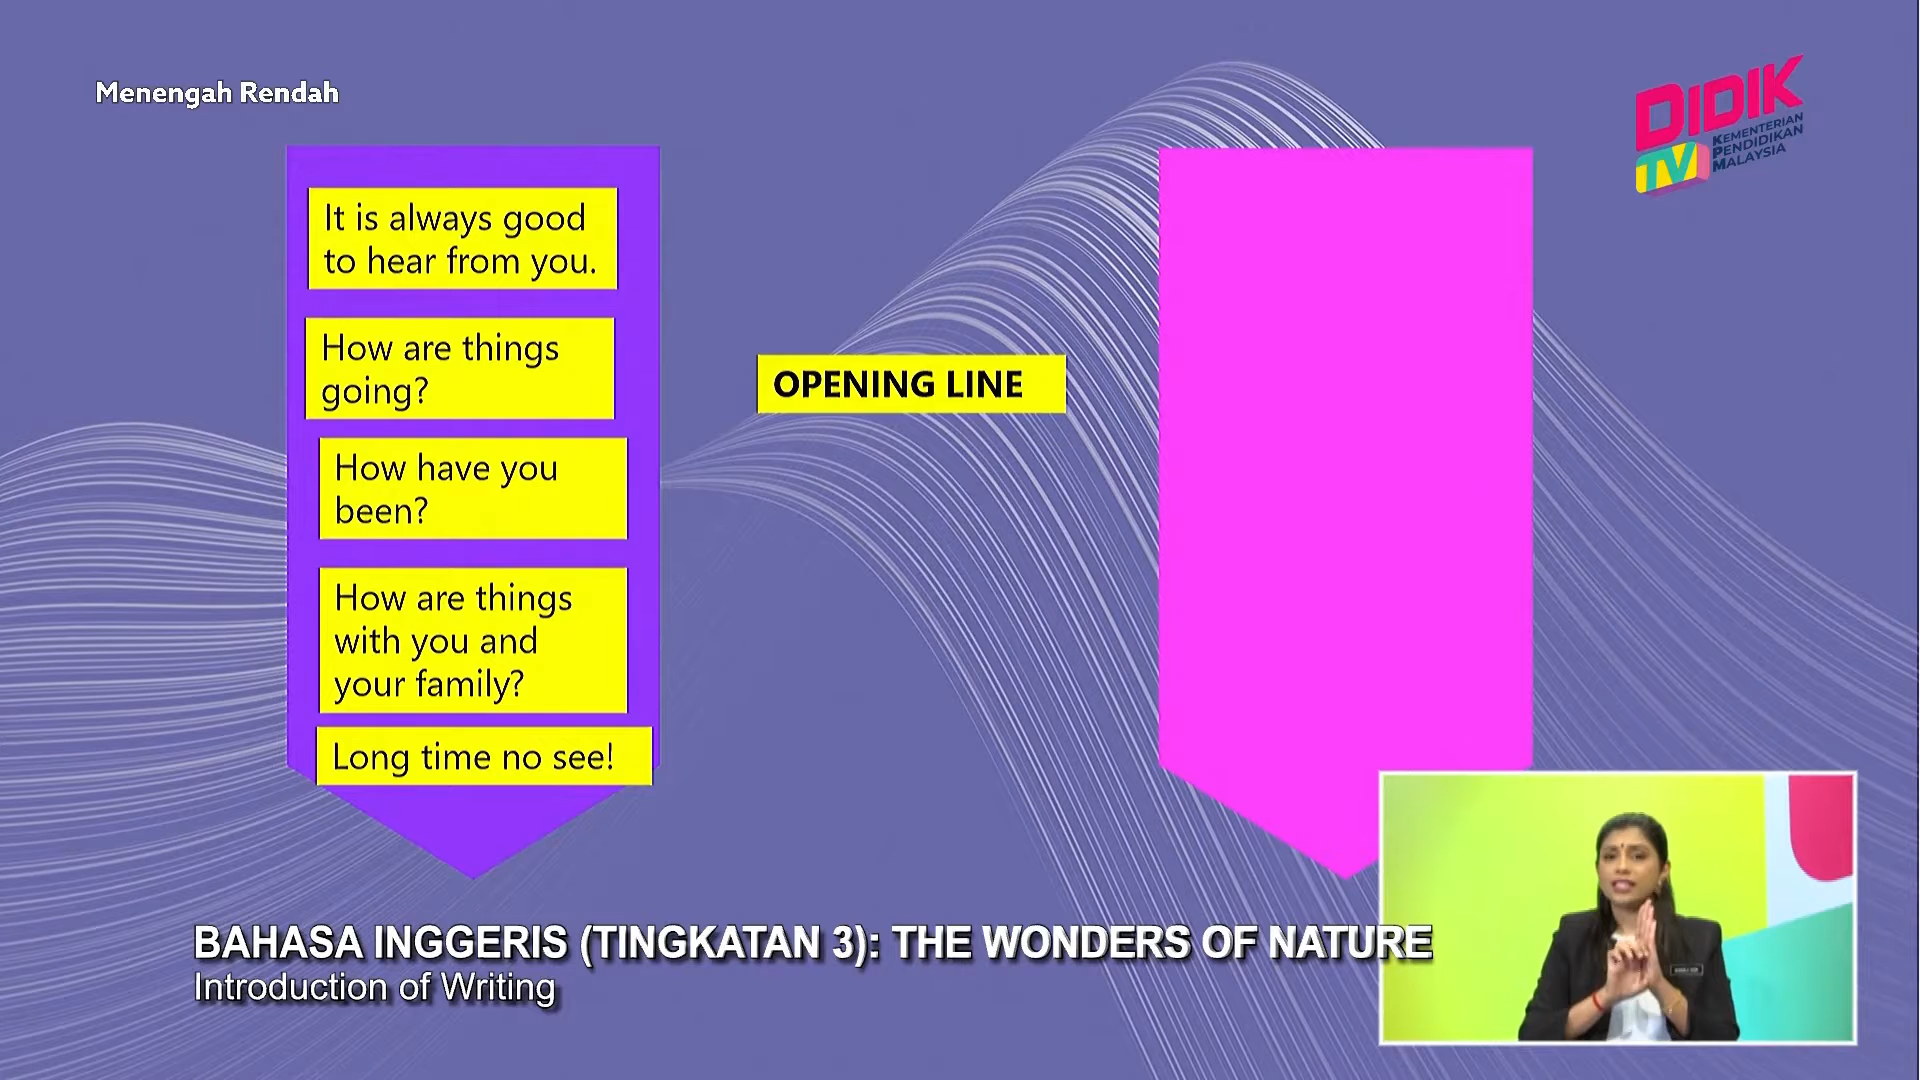 Menengah Rendah
DIDIK
TV
KEMENTERIAN
PENDIDIKAN
MALAYSIA
It is always good
to hear from you.
How are things
going?
How have you
been?
How are things
with you and
your family?
Long time no see!
OPENING LINE
BAHASA INGGERIS (TINGKATAN 3): THE WONDERS OF NATURE
Introduction of Writing